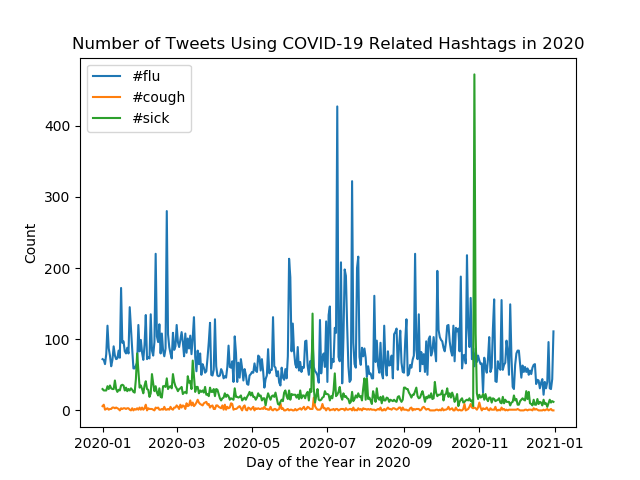 Number of Tweets Using COVID-19 Related Hashtags in 2020
#flu
#cough
#sick
Count
400
300
200
100
0
2020-01 2020-03 2020-05 2020-07 2020-09 2020-11 2021-01
Day of the Year in 2020